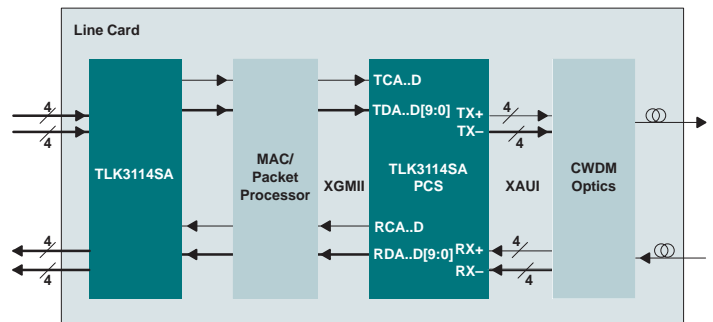 Line Card
4
4
TLK3114SA
4
4
MAC/
Packet
Processor
XGMII
TCA..D
TDA..D[9:0]
TX+
TX–
TLK3114SA
PCS
RCA..D
RDA..D[9:0]
RX+
RX–
4
4
XAUI
4
4
CWDM
Optics